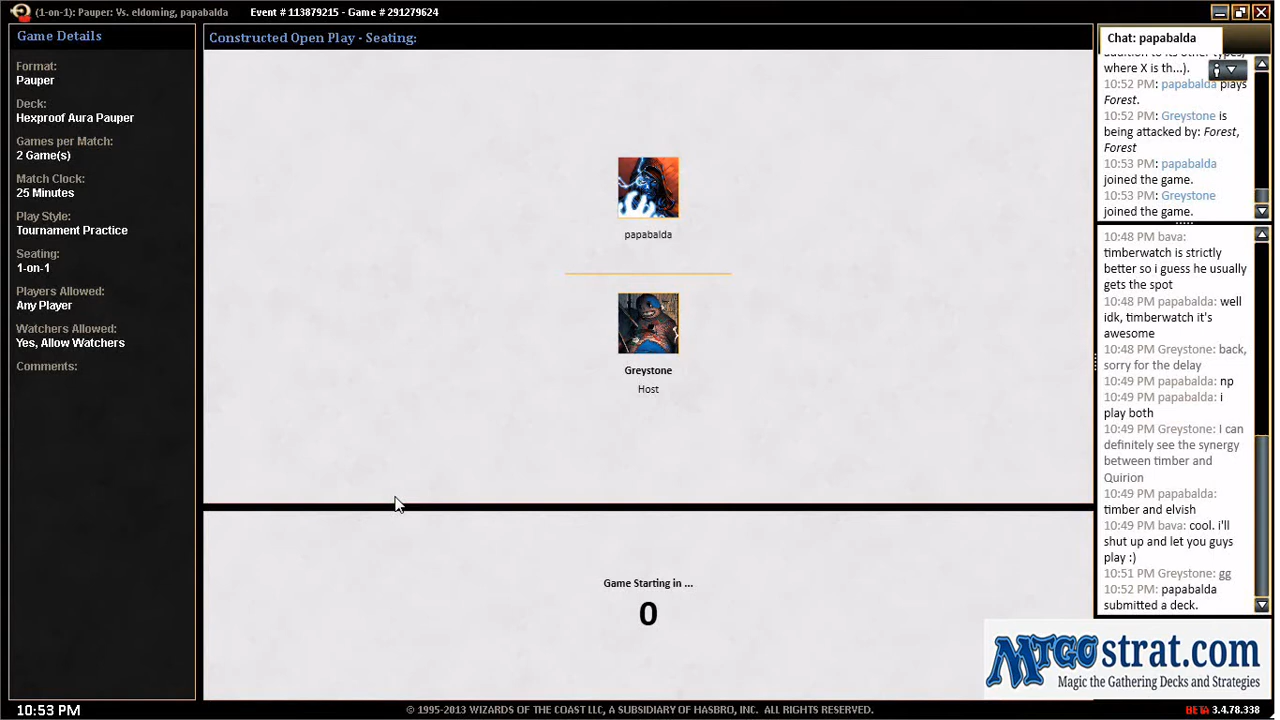 (1-on-1): Pauper: Vs. eldoming, papabalda
Event # 113879215 - Game # 291279624
Game Details
Format:
Pauper
Deck:
Hexproof Aura Pauper
Games per Match:
2 Game(s)
Match Clock:
25 Minutes
Play Style:
Tournament Practice
Seating:
1-on-1
Players Allowed:
Any Player
Watchers Allowed:
Yes, Allow Watchers
Comments:
Constructed Open Play - Seating:
papabalda
Greystone
Host
Game Starting in ...
0
Chat: papabalda
addition to its other types,
where X is th...).
10:52 PM: papabalda plays
Forest.
10:52 PM: Greystone is
being attacked by: Forest,
Forest
10:53 PM: papabalda
joined the game.
10:53 PM: Greystone
joined the game.
10:48 PM bava:
timberwatch is strictly
better so i guess he usually
gets the spot
10:48 PM papabalda: well
idk, timberwatch it's
awesome
10:48 PM Greystone: back,
sorry for the delay
10:49 PM papabalda: np
10:49 PM papabalda: i
play both
10:49 PM Greystone: I can
definitely see the synergy
between timber and
Quirion
10:49 PM papabalda:
timber and elvish
10:49 PM bava: cool. i'll
shut up and let you guys
play :)
10:51 PM Greystone: gg
10:52 PM: papabalda
submitted a deck.
MTGOstrat.com
Magic the Gathering Decks and Strategies
10:53 PM
© 1995-2013 WIZARDS OF THE COAST LLC, A SUBSIDIARY OF HASBRO, INC. ALL RIGHTS RESERVED.
BETA 3.4.78.338